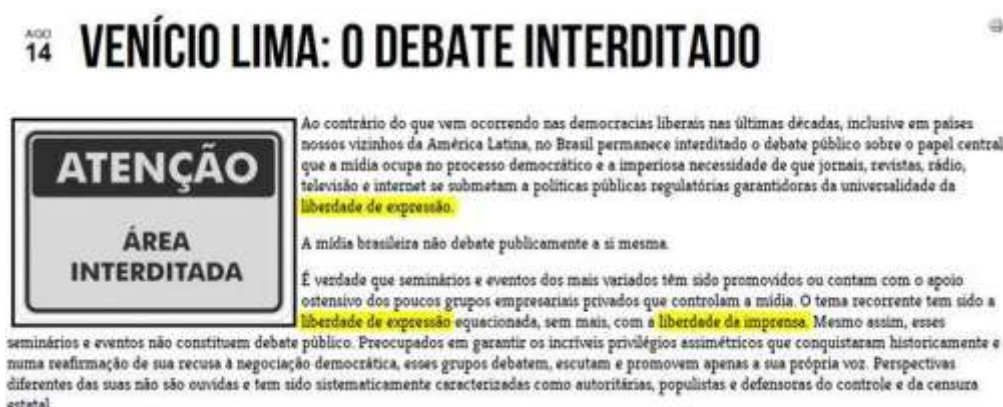 AGO
14
VENÍCIO LIMA: O DEBATE INTERDITADO
ATENÇÃO
ÁREA
INTERDITADA
Ao contrário do que vem ocorrendo nas democracias liberais nas últimas décadas, inclusive em países
nossos vizinhos da América Latina, no Brasil permanece interditado o debate público sobre o papel central
que a mídia ocupa no processo democrático e a imperiosa necessidade de que jornais, revistas, rádio,
televisão e internet se submetam a políticas públicas regulatórias garantidoras da universalidade da
liberdade de expressão.
A mídia brasileira não debate publicamente a si mesma.
É verdade que seminários e eventos dos mais variados têm sido promovidos ou contam com o apoio
ostensivo dos poucos grupos empresariais privados que controlam a mídia. O tema recorrente tem sido a
liberdade de expressão equacionada, sem mais, com a liberdade da imprensa. Mesmo assim, esses
seminários e eventos não constituem debate público. Preocupados em garantir os incríveis privilégios assimétricos que conquistaram historicamente e
numa reafirmação de sua recusa à negociação democrática, esses grupos debatem, escutam e promovem apenas a sua própria voz. Perspectivas
diferentes das suas não são ouvidas e tem sido sistematicamente caracterizadas como autoritárias, populistas e defensoras do controle e da censura
estatal.